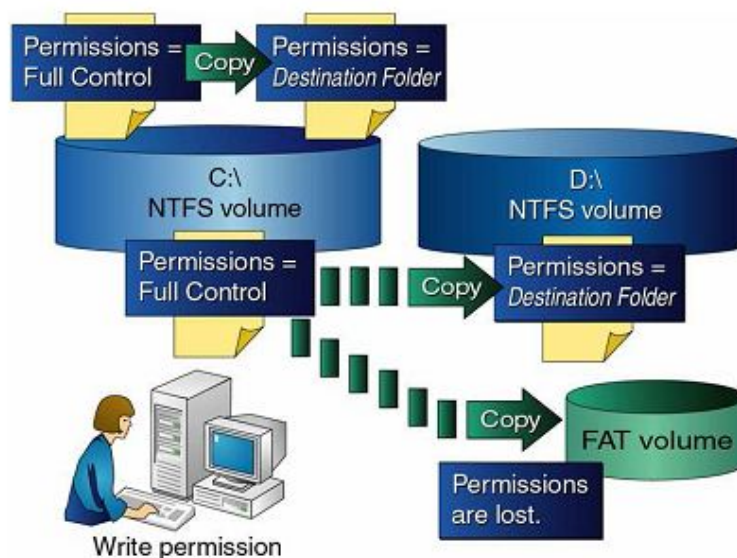 Permissions =
Full Control
Copy
Permissions =
Destination Folder
C:\
NTFS volume
D:\
NTFS volume
Permissions =
Full Control
Copy
Permissions =
Destination Folder
Copy
FAT volume
Permissions
are lost.
Write permission